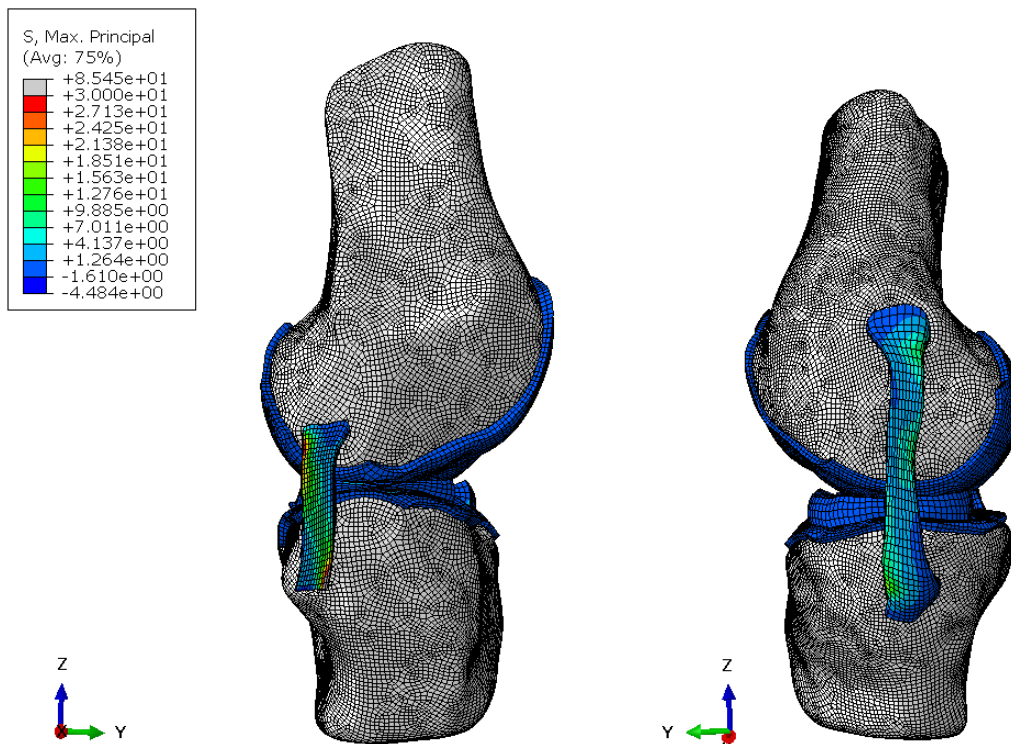 S, Max. Principal
(Avg: 75%)
+8.545e+01
+3.000e+01
+2.713e+01
+2.425e+01
+2.138e+01
+1.851e+01
+1.563e+01
+1.276e+01
+9.885e+00
+7.011e+00
+4.137e+00
+1.264e+00
-1.610e+00
-4.484e+00
Z
X
Y
Z
Y